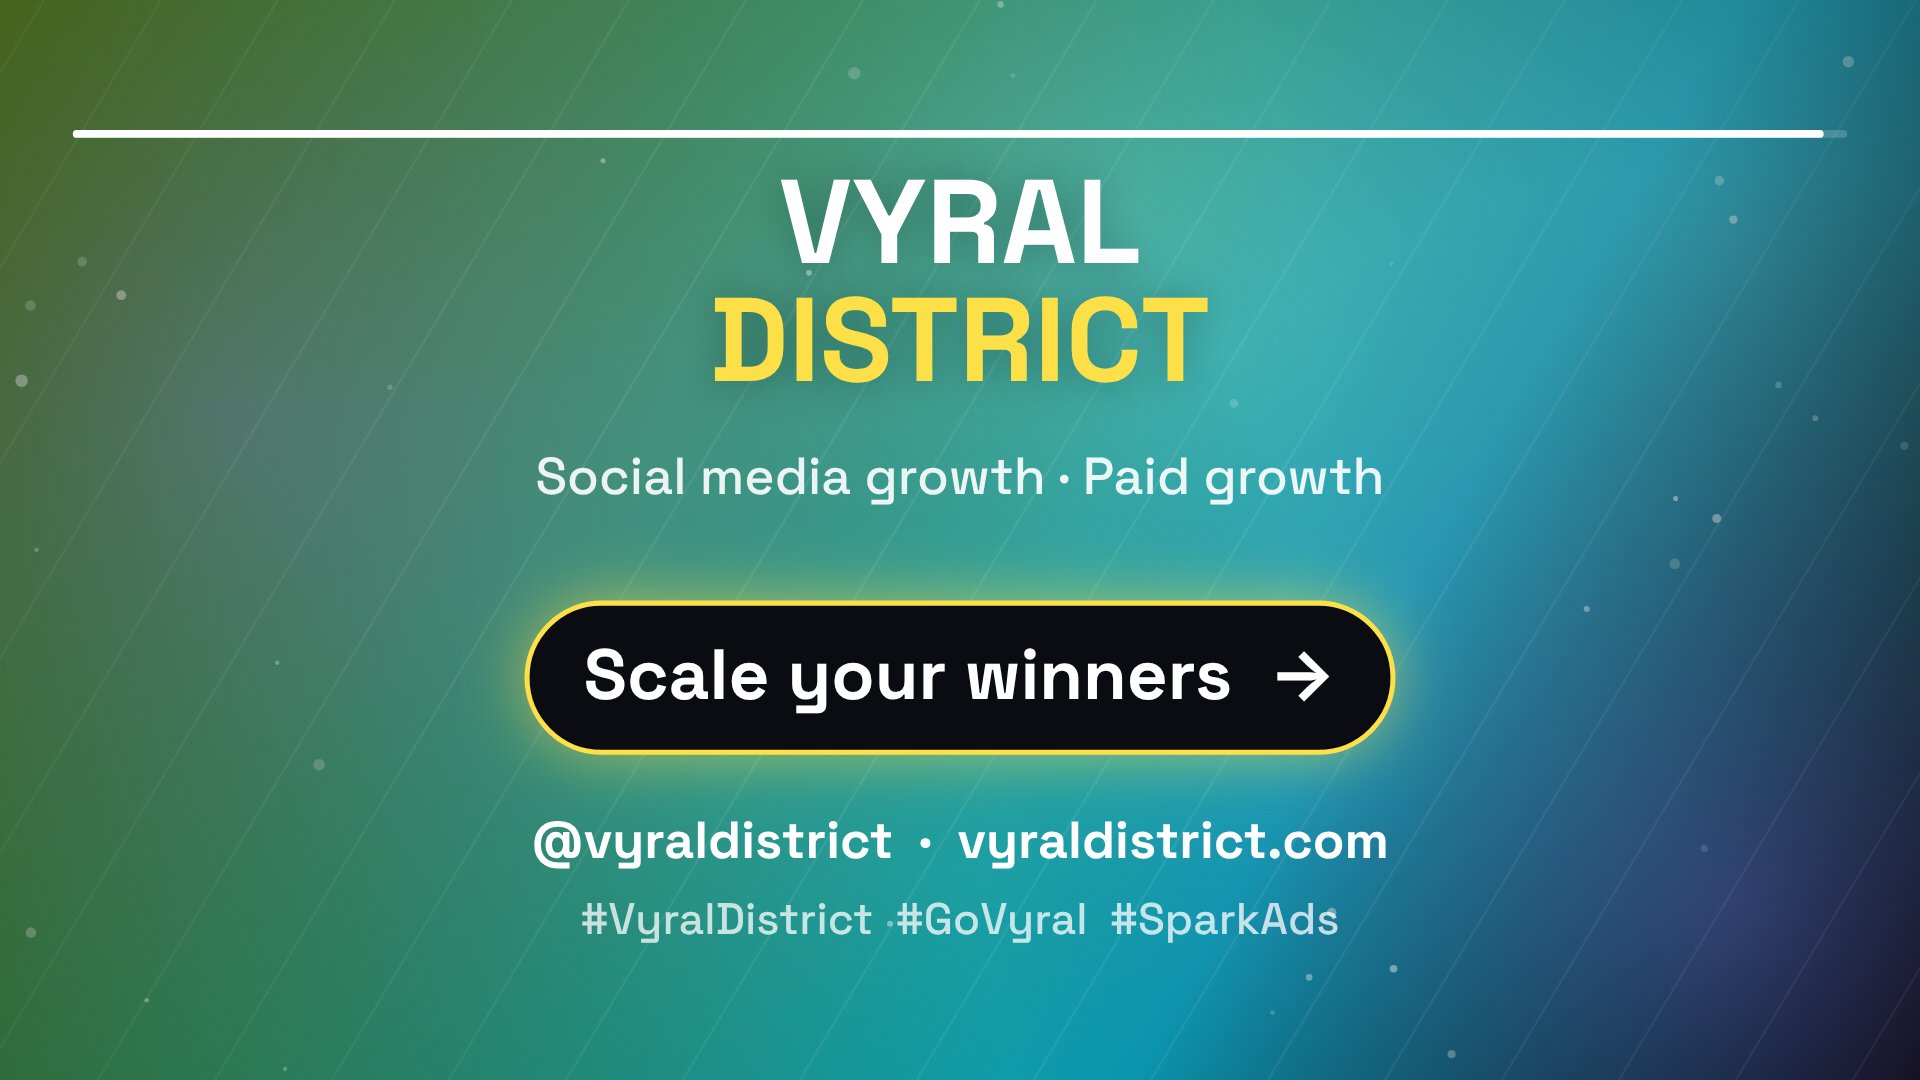 VYRAL
DISTRICT
Social media growth · Paid growth
Scale your winners →
@vyraldistrict · vyraldistrict.com
#VyralDistrict #GoVyral #SparkAds